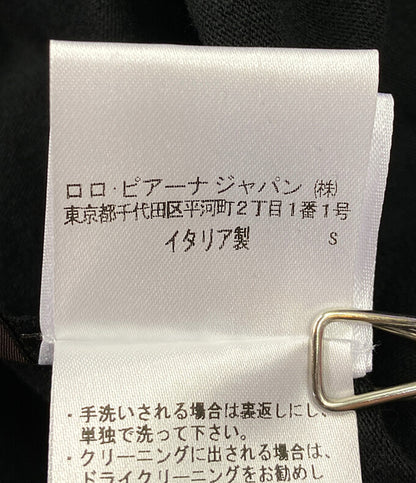 ロロ・ピアーナ ジャパン ㈱
東京都千代田区平河町2丁目1番1号
イタリア製 S
・手洗いされる場合は裏返しにし、
単独で洗って下さい。
・クリーニングに出される場合は、
ドライクリーニングをお勧めし